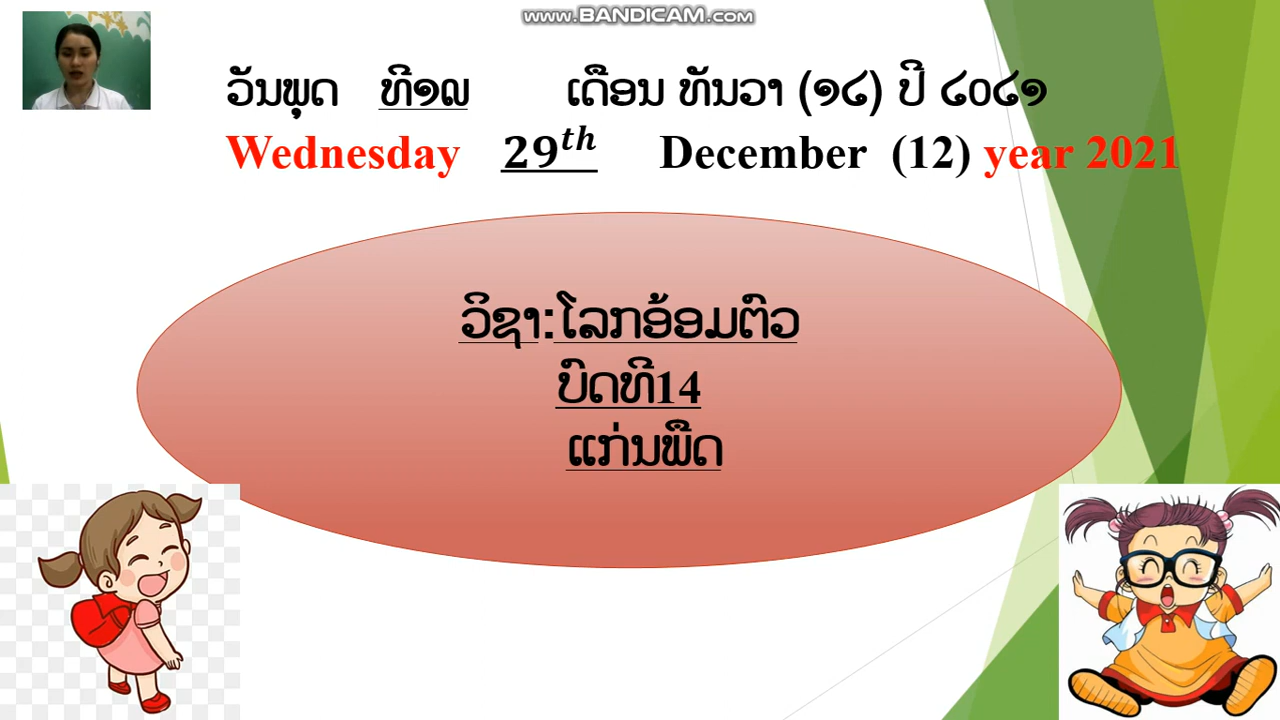 WWW.BANDICAM.COM
ວັນພຸດ ທີ໑໙ ເດືອນ ທັນວາ (໑໒) ປີ ໒໐໒໑
Wednesday 29th December (12) year 2021
ວິຊາ:ໂລກອ້ອມຕົວ
ບົດທີ14
ແກ່ນພືດ